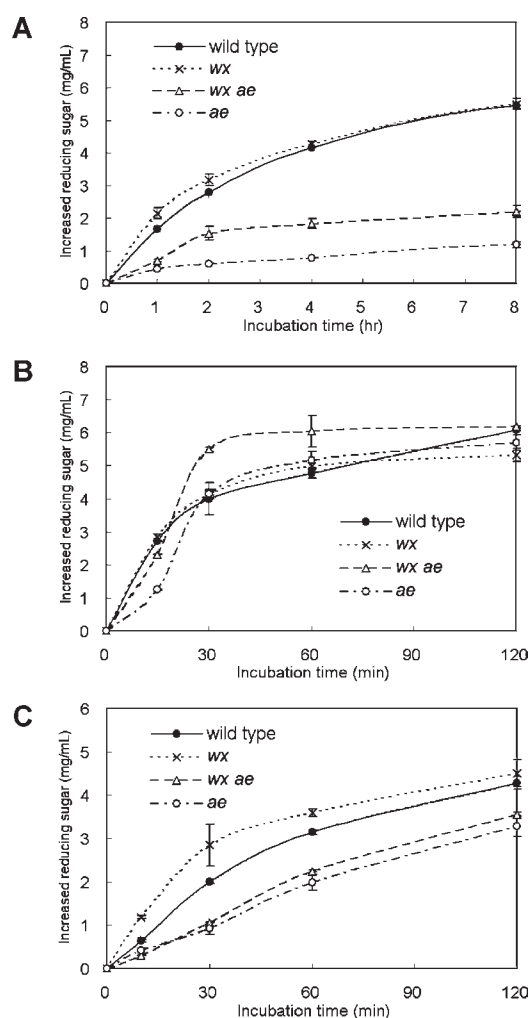 A
Increased reducing sugar (mg/mL)
8
7
6
5
4
3
2
1
0
wild type
wx
wx ae
ae
0 1 2 3 4 5 6 7 8
Incubation time (hr)
B
Increased reducing sugar (mg/mL)
8
7
6
5
4
3
2
1
0
wild type
wx
wx ae
ae
0 30 60 90 120
Incubation time (min)
C
Increased reducing sugar (mg/mL)
6
5
4
3
2
1
0
wild type
wx
wx ae
ae
0 30 60 90 120
Incubation time (min)